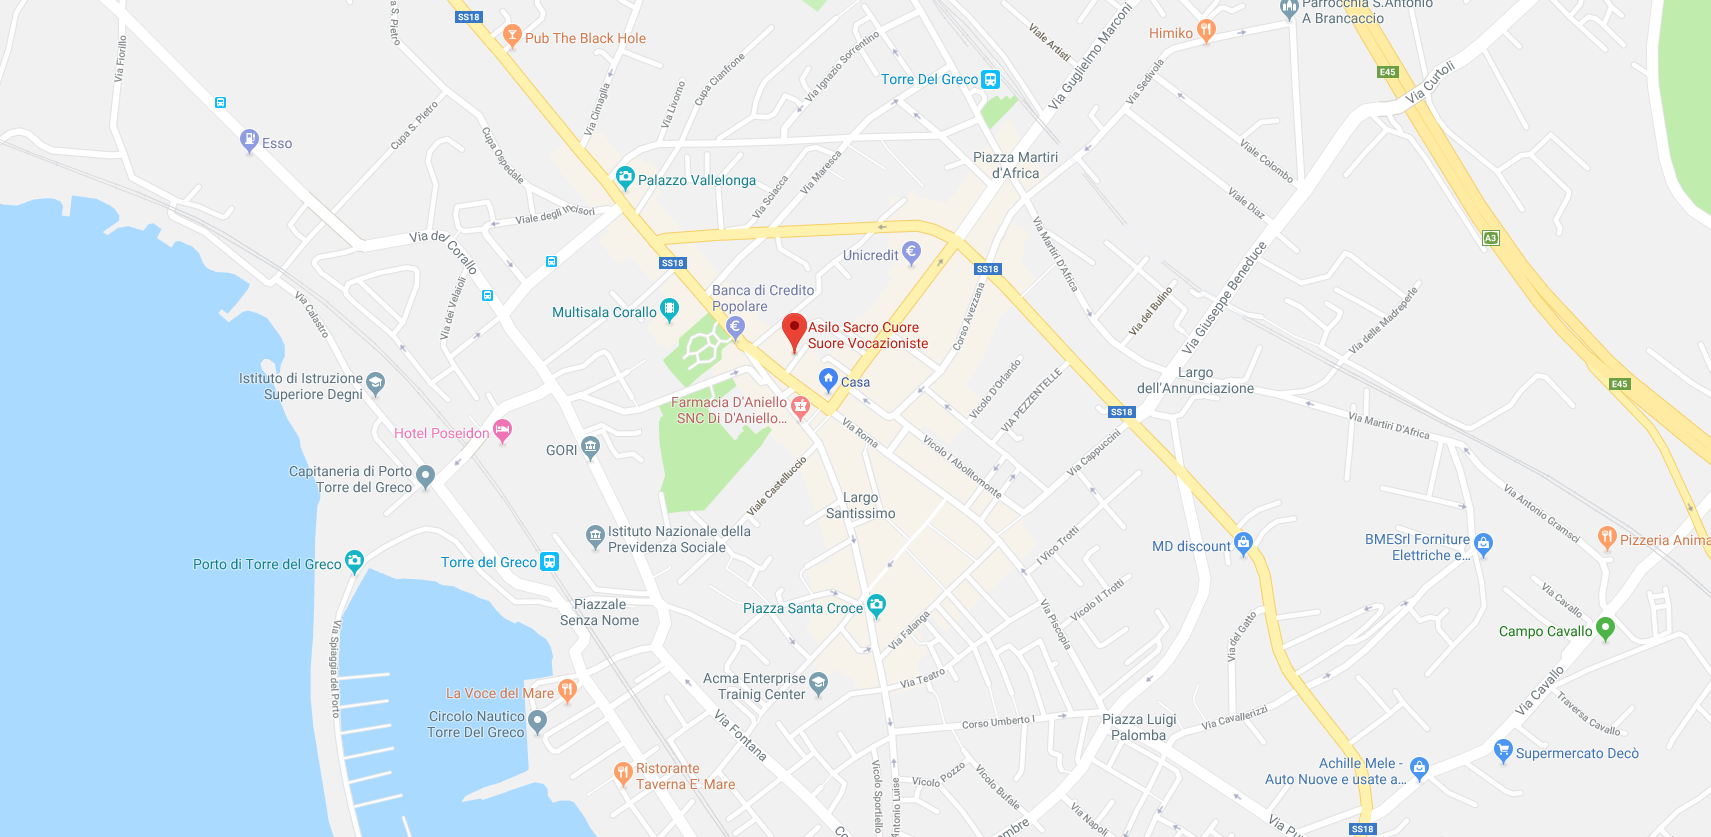 SS18
Pub The Black Hole
Via S. Pietro
Cupa S. Pietro
Via Fiorillo
Esso
Cupa Ospedale
Via Cimaglia
Via Livorno
Cupa Cianfrone
Via Ignazio Sorrentino
Torre Del Greco
Viale Artisti
Via Guglielmo Marconi
Himiko
Parrocchia S.Antonio
A Brancaccio
Via Sedivola
E45
Via Curtoli
Piazza Martiri
d'Africa
Viale Colombo
Viale Diaz
A3
Palazzo Vallelonga
Via Sciacca
Via Maresca
Viale degli Incisori
Via del Corallo
SS18
Unicredit
SS18
Via Martiri D'Africa
Via Giuseppe Beneduce
Via del Bulino
Via delle Madreperle
Banca di Credito
Popolare
Multisala Corallo
Via dei Velaioli
Via Calastro
Asilo Sacro Cuore
Suore Vocazioniste
Corso Avezzana
Casa
Istituto di Istruzione
Superiore Degni
Farmacia D'Aniello
SNC Di D'Aniello...
Vicolo D'Orlando
VIA PEZZENTELLE
Largo
dell'Annunciazione
E45
SS18
Hotel Poseidon
GORI
Via Roma
Vicolo I Abolitomonte
Via Cappuccini
Via Martiri D'Africa
Capitaneria di Porto
Torre del Greco
Viale Castelluccio
Largo
Santissimo
Via Antonio Gramsci
Istituto Nazionale della
Previdenza Sociale
I Vico Trotti
MD discount
BMESrl Forniture
Elettriche e...
Pizzeria Anima
Porto di Torre del Greco
Torre del Greco
Piazzale
Senza Nome
Piazza Santa Croce
Via Falanga
Vicolo II Trotti
Via Piscopia
Via del Gatto
Via Cavallo
Campo Cavallo
Via Spiaggia del Porto
La Voce del Mare
Circolo Nautico
Torre Del Greco
Acma Enterprise
Trainig Center
Via Teatro
Via Fontana
Corso Umberto I
Piazza Luigi
Palomba
Via Cavallerizzi
Via Cavallo
Traversa Cavallo
Ristorante
Taverna E' Mare
Vicolo Sportiello
Antonio Luise
Vicolo Pozzo
Vicolo Bufale
Via Napoli
Achille Mele -
Auto Nuove e usate a...
Supermercato Decò
SS18